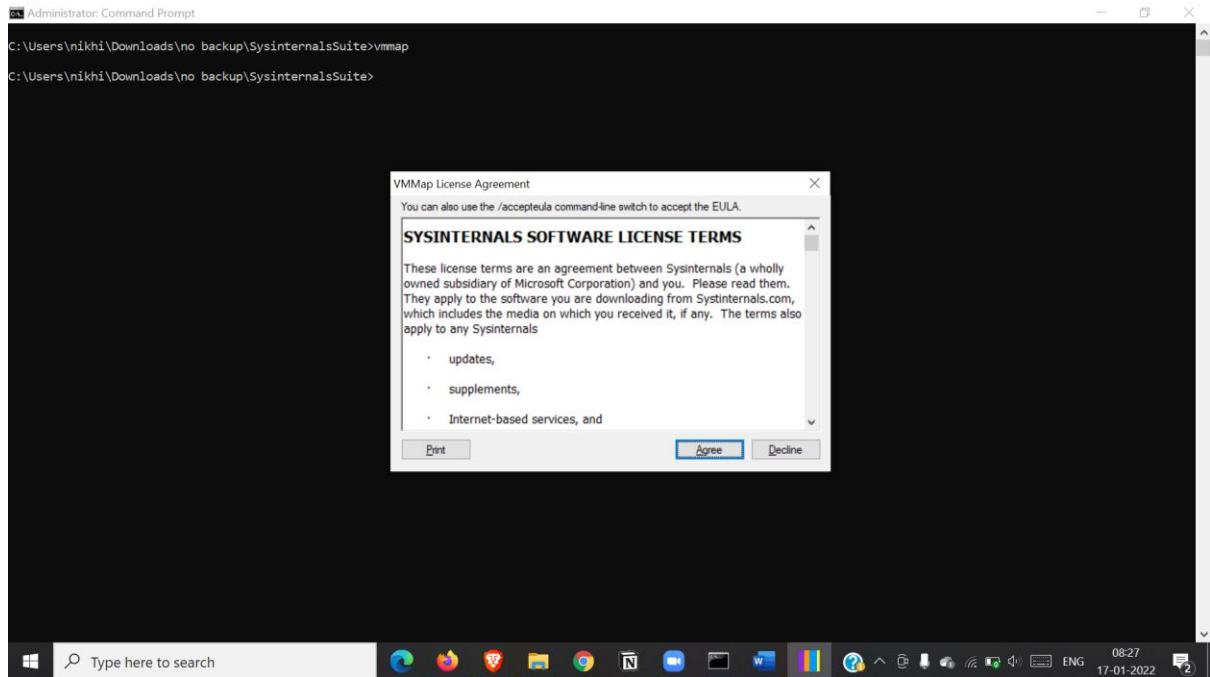 Administrator: Command Prompt
C:\Users\nikhi\Downloads\no backup\SysinternalsSuite>vmmap
C:\Users\nikhi\Downloads\no backup\SysinternalsSuite>
VMMap License Agreement
You can also use the /accepteula command-line switch to accept the EULA.
SYSINTERNALS SOFTWARE LICENSE TERMS
These license terms are an agreement between Sysinternals (a wholly
owned subsidiary of Microsoft Corporation) and you. Please read them.
They apply to the software you are downloading from Systinternals.com,
which includes the media on which you received it, if any. The terms also
apply to any Sysinternals
· updates,
· supplements,
· Internet-based services, and
Print Agree Decline
Type here to search
ENG
08:27
17-01-2022
2